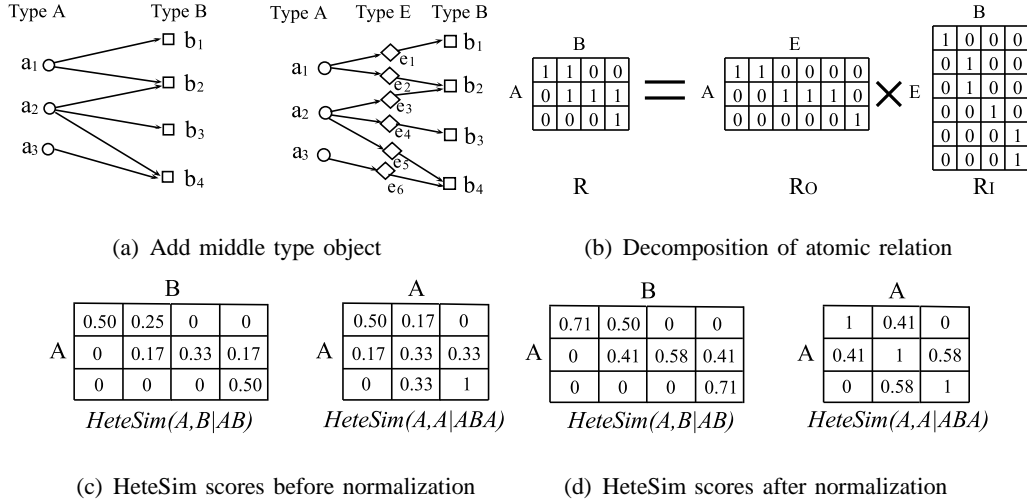 Type A Type B Type A Type E Type B
a1 b1 a1 e1 b1
b2 e2 b2
a2 a2 e3
b3 e4 b3
a3 a3 e5
b4 e6 b4
(a) Add middle type object
B E B
A A E
1 1 0 0
0 1 1 1
0 0 0 1
R
1 1 0 0 0 0
0 0 1 1 1 0
0 0 0 0 0 1
RO
1 0 0 0
0 1 0 0
0 1 0 0
0 0 1 0
0 0 0 1
0 0 0 1
RI
(b) Decomposition of atomic relation
B
A
0.50 0.25 0 0
0 0.17 0.33 0.17
0 0 0 0.50
HeteSim(A,B|AB)
A
A
0.50 0.17 0
0.17 0.33 0.33
0 0.33 1
HeteSim(A,A|ABA)
(c) HeteSim scores before normalization
B
A
0.71 0.50 0 0
0 0.41 0.58 0.41
0 0 0 0.71
HeteSim(A,B|AB)
A
A
1 0.41 0
0.41 1 0.58
0 0.58 1
HeteSim(A,A|ABA)
(d) HeteSim scores after normalization